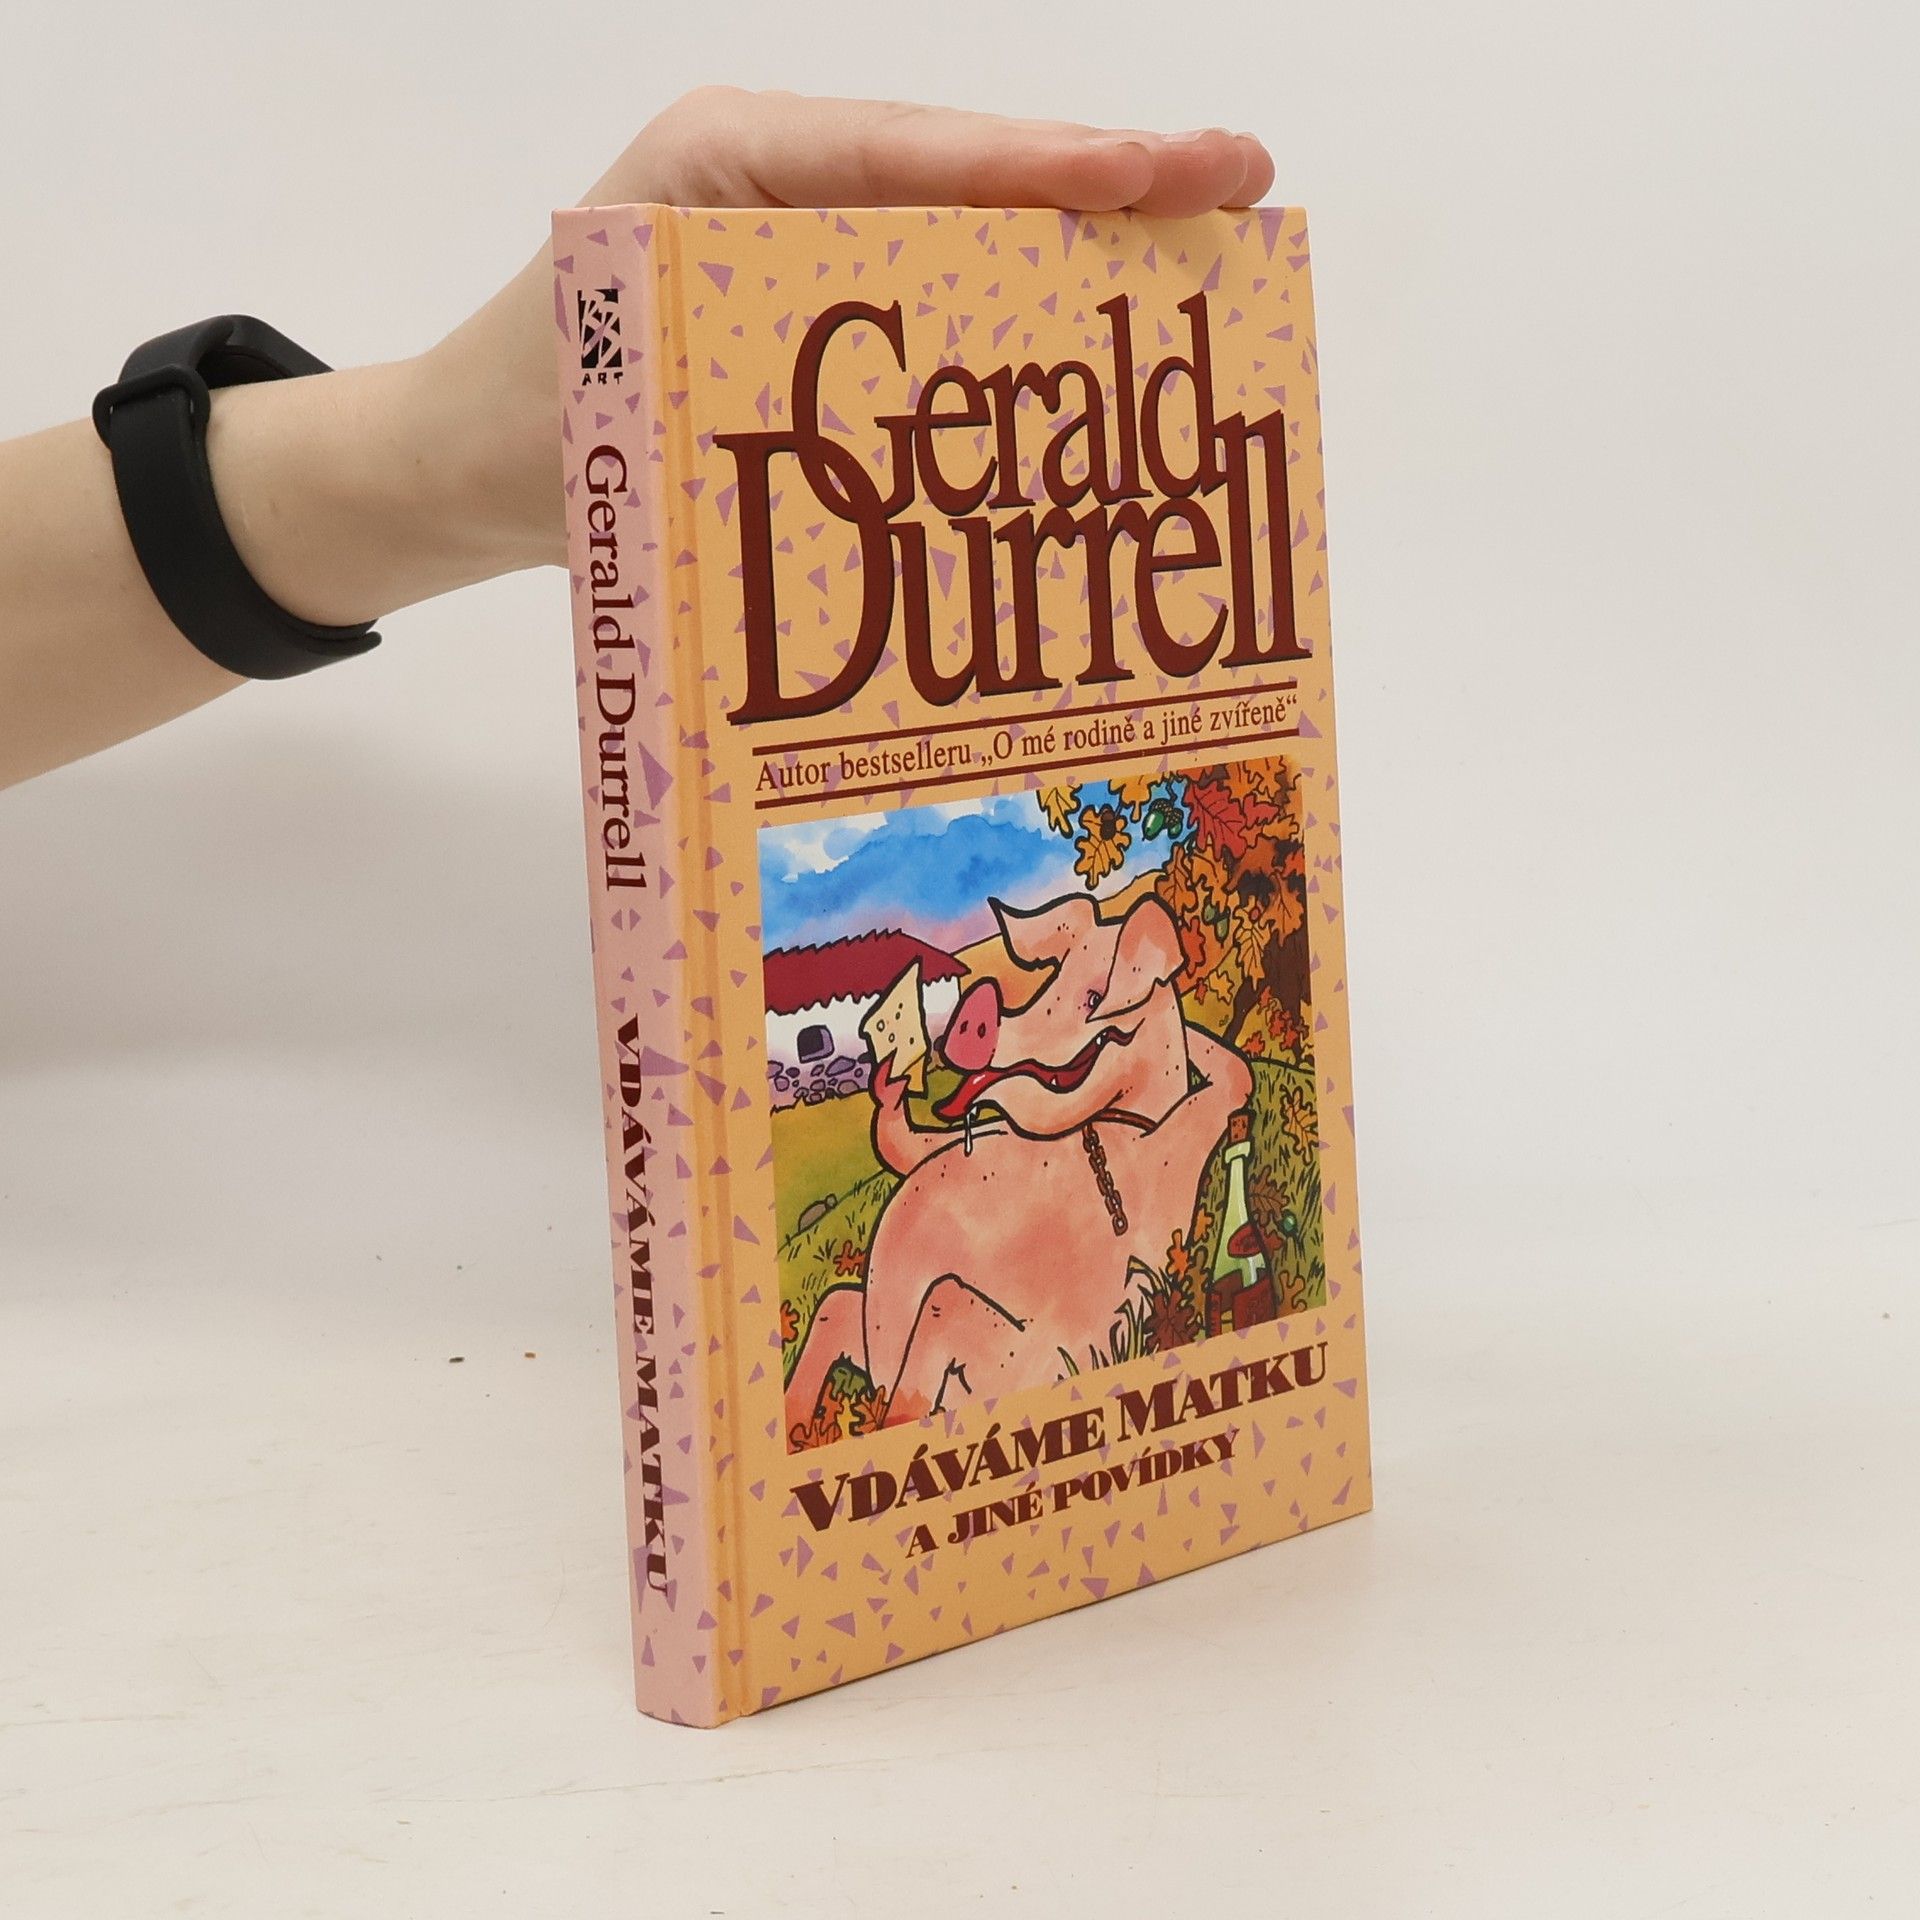 ART
Gerald Durrell
VDÁVÁME MATKU
Gerald
Durrell
Autor bestselleru „O mé rodině a jiné zvířeně“
VDÁVÁME MATKU
A JINÉ POVÍDKY